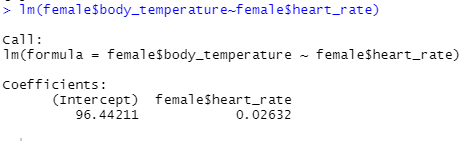 > lm(female$body_temperature~female$heart_rate)
Call:
lm(formula = female$body_temperature ~ female$heart_rate)
Coefficients:
(Intercept) female$heart_rate
96.44211 0.02632